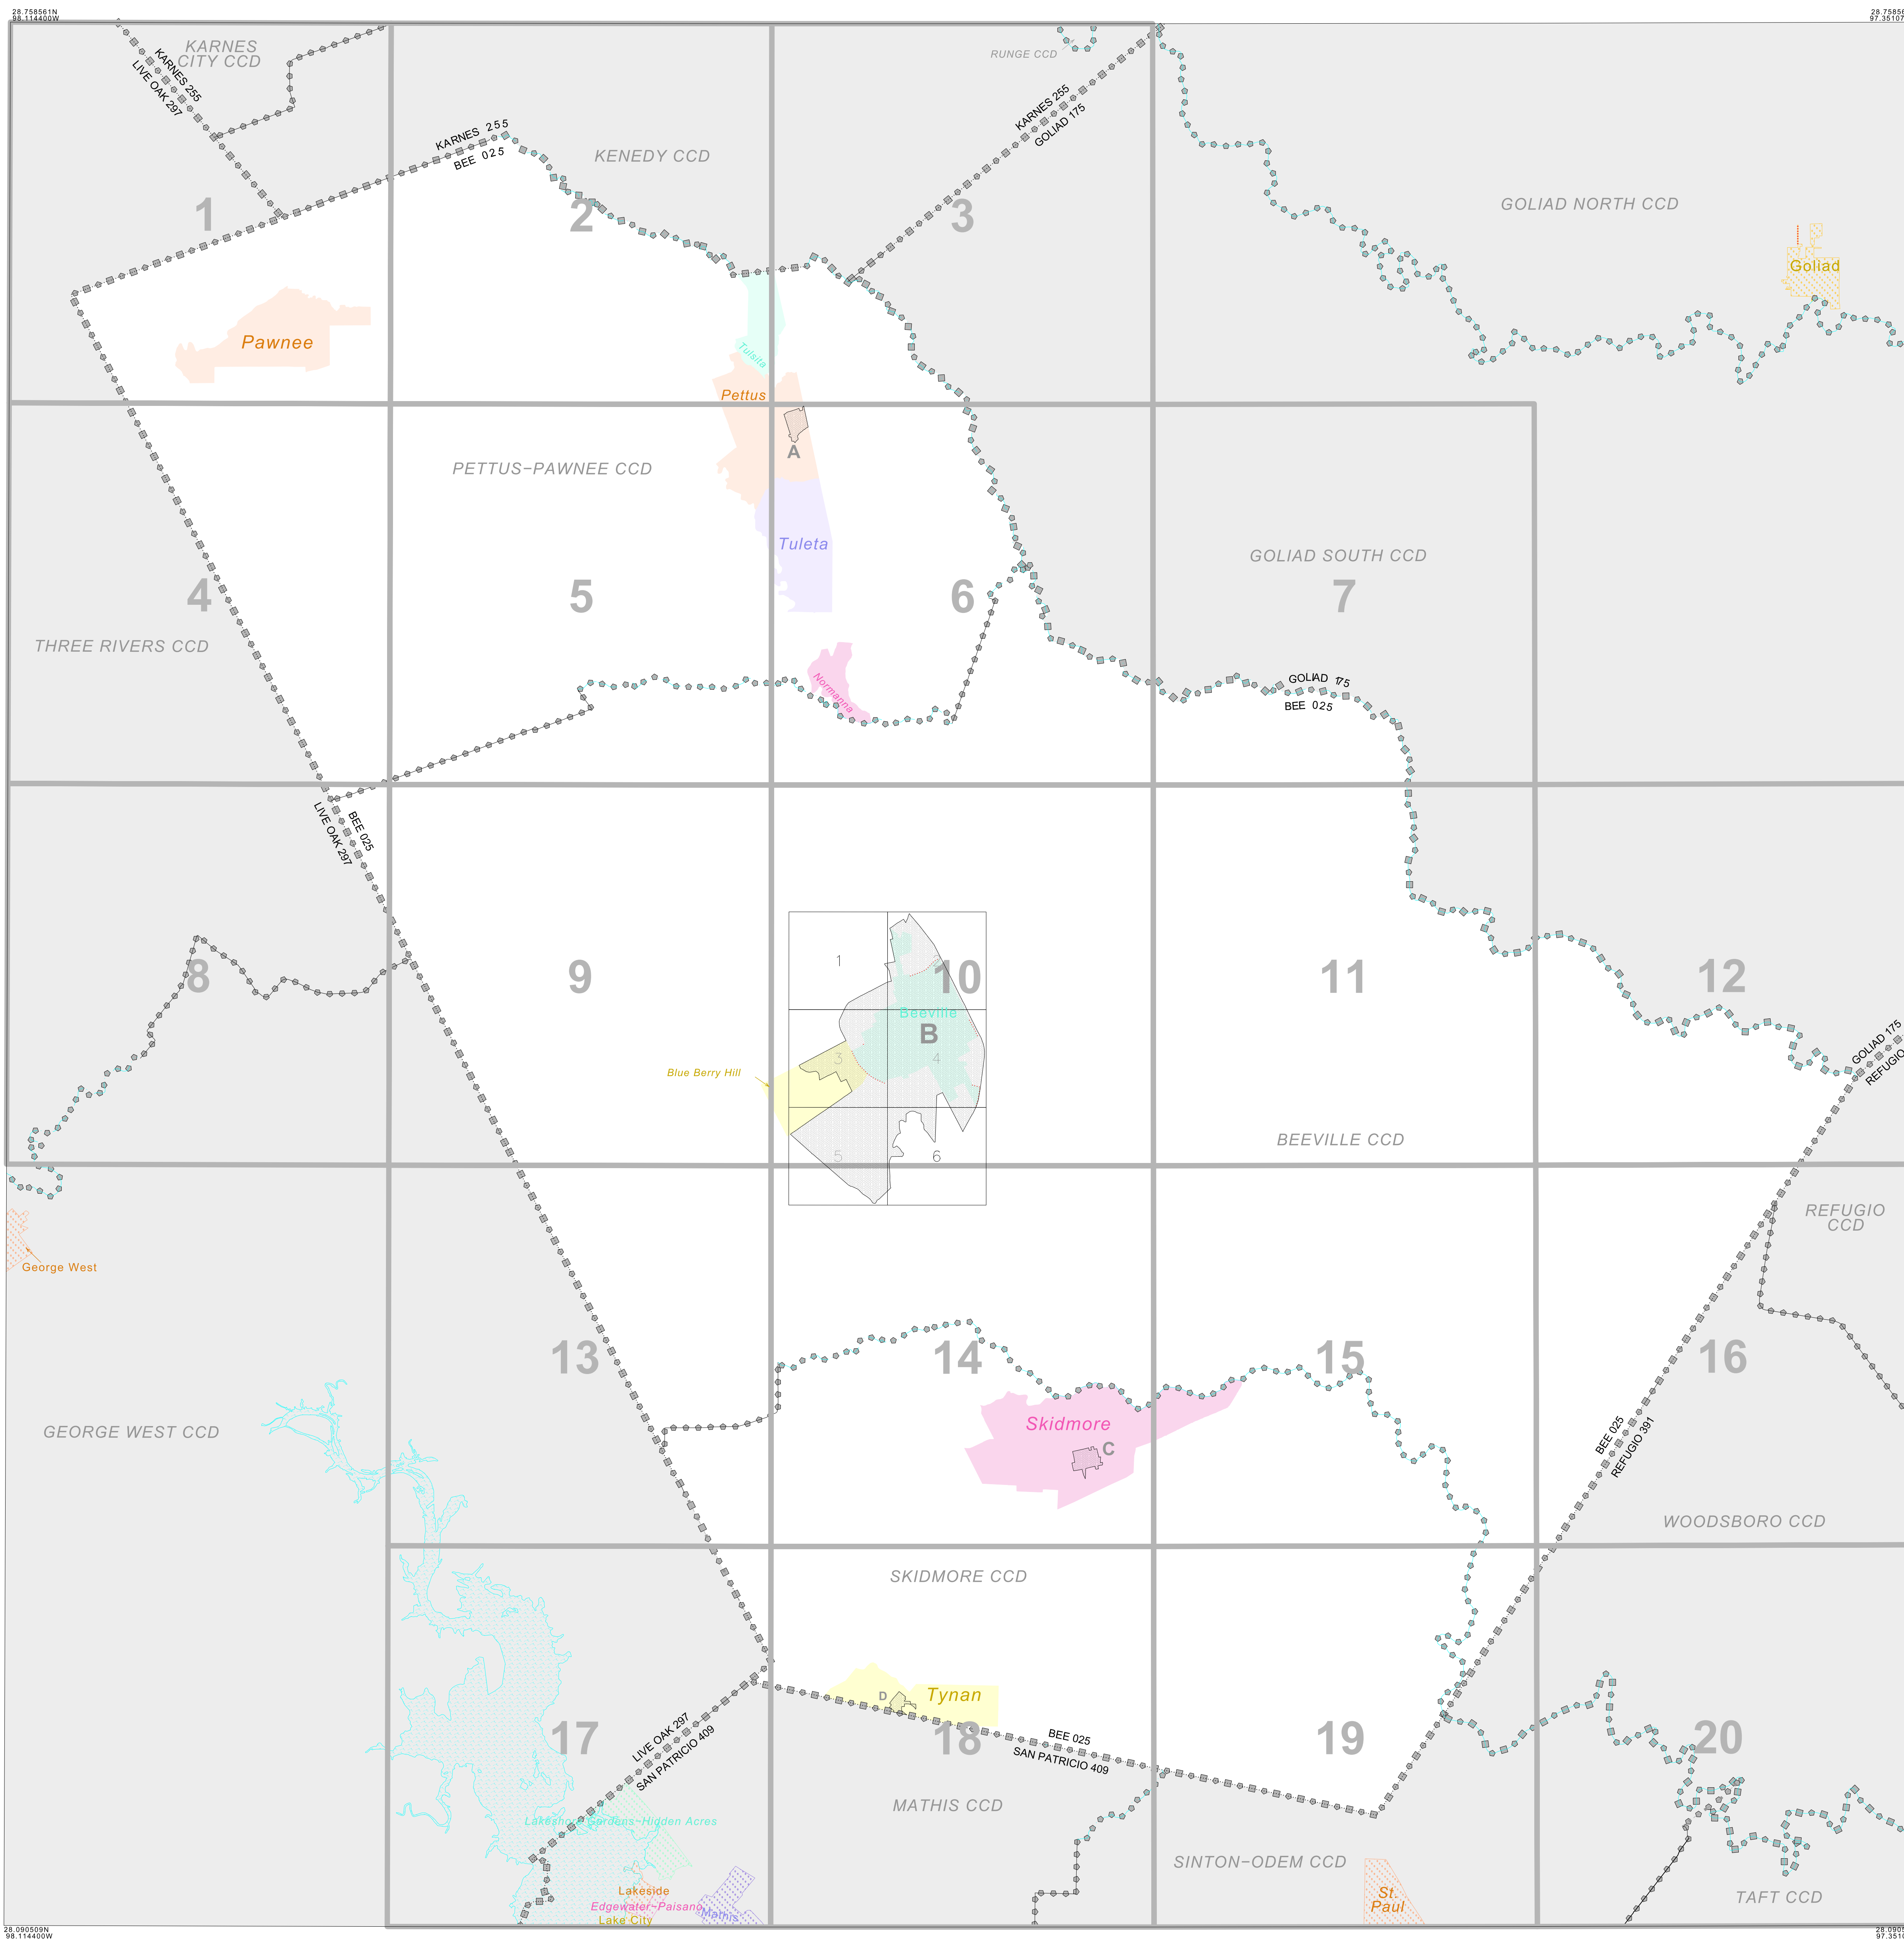 28.758561N
98.114400W
28.75856
97.35107
KARNES
CITY CCD
KARNES 255
LIVE OAK 297
RUNGE CCD
KARNES 255
GOLIAD 175
KARNES 255
BEE 025
KENEDY CCD
GOLIAD NORTH CCD
1
2
3
Goliad
Pawnee
Tulsita
Pettus
A
PETTUS-PAWNEE CCD
Tuleta
GOLIAD SOUTH CCD
4
5
6
7
THREE RIVERS CCD
Normanna
GOLIAD 175
BEE 025
BEE 025
LIVE OAK 297
8
9
1
10
11
12
Beeville
B
3
4
Blue Berry Hill
GOLIAD 175
REFUGIO
BEEVILLE CCD
5
6
REFUGIO
CCD
George West
13
14
15
16
GEORGE WEST CCD
Skidmore
C
BEE 025
REFUGIO 391
WOODSBORO CCD
SKIDMORE CCD
D
Tynan
LIVE OAK 297
SAN PATRICIO 409
17
18
19
20
BEE 025
SAN PATRICIO 409
MATHIS CCD
Lakeshore Gardens-Hidden Acres
SINTON-ODEM CCD
Lakeside
Edgewater-Paisano
Lake City
Mathis
St.
Paul
TAFT CCD
28.090509N
98.114400W
28.0905
97.351